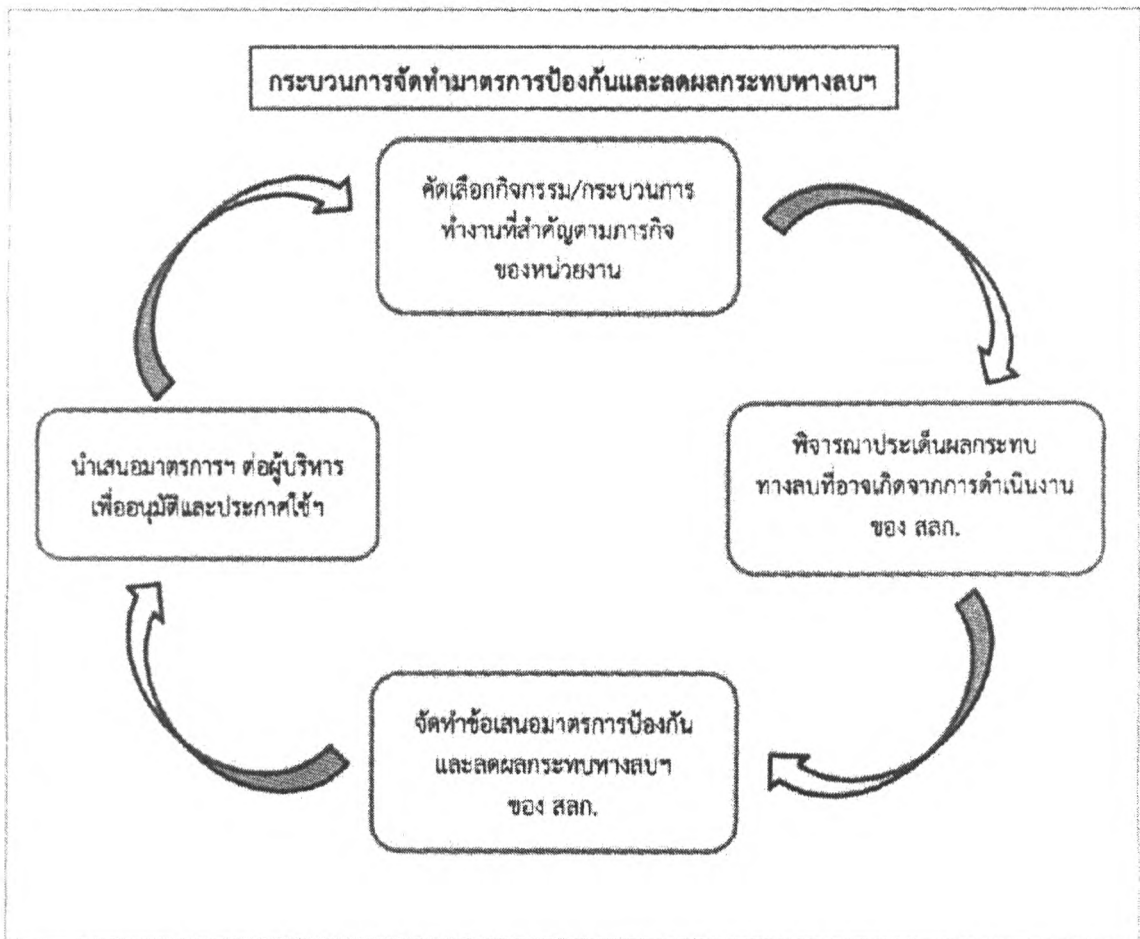 กระบวนการจัดทำมาตรการป้องกันและลดผลกระทบทางลบฯ
คัดเลือกกิจกรรม/กระบวนการ
ทำงานที่สำคัญตามภารกิจ
ของหน่วยงาน
พิจารณาประเด็นผลกระทบ
ทางลบที่อาจเกิดจากการดำเนินงาน
ของ สลก.
จัดทำข้อเสนอมาตรการป้องกัน
และลดผลกระทบทางลบฯ
ของ สลก.
นำเสนอมาตรการฯ ต่อผู้บริหาร
เพื่ออนุมัติและประกาศใช้ฯ